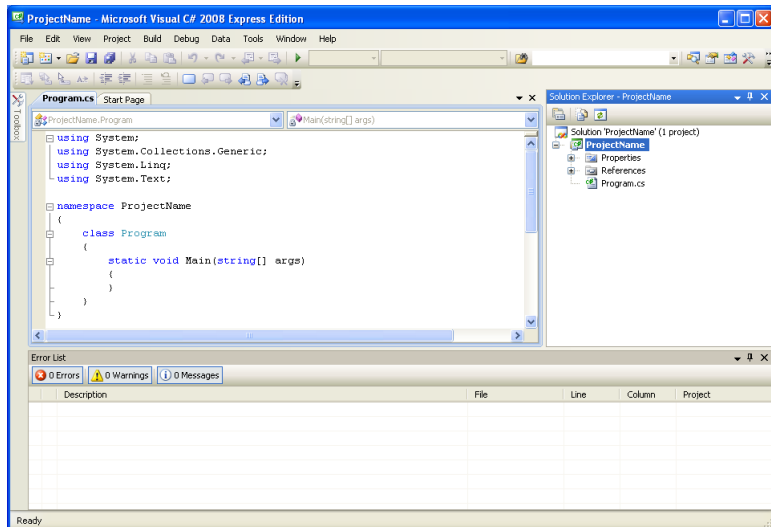 ProjectName - Microsoft Visual C# 2008 Express Edition
File Edit View Project Build Debug Data Tools Window Help
Toolbox
Program.cs Start Page
ProjectName.Program Main(string[] args)
using System;
using System.Collections.Generic;
using System.Linq;
using System.Text;
namespace ProjectName
{
class Program
{
static void Main(string[] args)
{
}
}
}
Solution Explorer - ProjectName
Solution 'ProjectName' (1 project)
ProjectName
Properties
References
Program.cs
Error List
0 Errors 0 Warnings 0 Messages
Description File Line Column Project
Ready